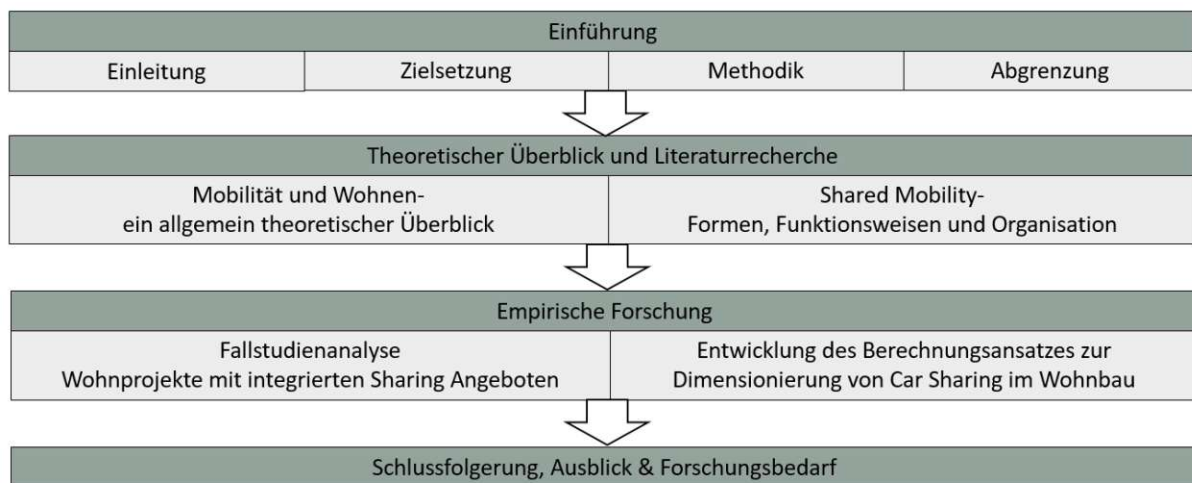 Einführung
Einleitung
Zielsetzung
Methodik
Abgrenzung
Theoretischer Überblick und Literaturrecherche
Mobilität und Wohnen-
ein allgemein theoretischer Überblick
Shared Mobility-
Formen, Funktionsweisen und Organisation
Empirische Forschung
Fallstudienanalyse
Wohnprojekte mit integrierten Sharing Angeboten
Entwicklung des Berechnungsansatzes zur
Dimensionierung von Car Sharing im Wohnbau
Schlussfolgerung, Ausblick & Forschungsbedarf